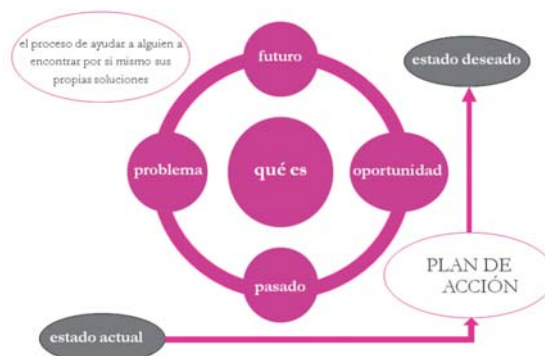 el proceso de ayudar a alguien a
encontrar por si mismo sus
propias soluciones
futuro
estado deseado
problema
qué es
oportunidad
pasado
PLAN DE
ACCIÓN
estado actual